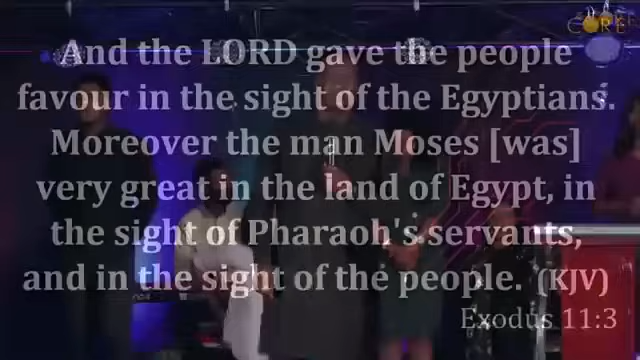 CORE
And the LORD gave the people
favour in the sight of the Egyptians.
Moreover the man Moses [was]
very great in the land of Egypt, in
the sight of Pharaoh's servants,
and in the sight of the people. (KJV)
Exodus 11:3